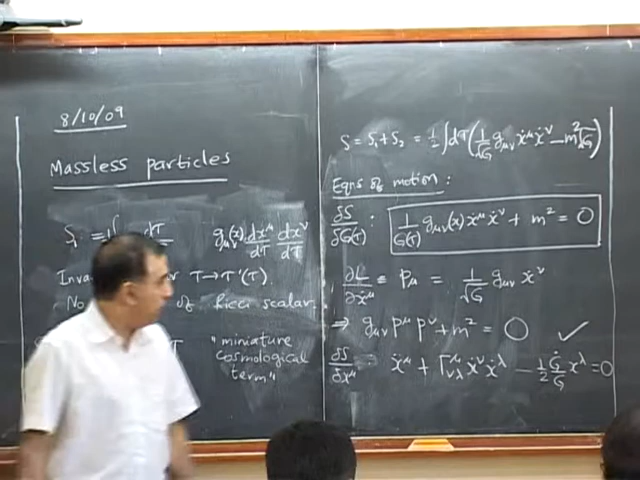 8/10/09
Massless particles
S₁ = ½∫ dτ g_μν(x) dx^μ/dτ dx^ν/dτ
Inva r τ→τ'(τ).
No of Ricci scalar.
τ "miniature
cosmological
term"
S = S₁ + S₂ = ½∫dτ(1/√G g_μν ẋ^μ ẋ^ν − m²√G)
Eqns of motion:
δS/δG(τ) : 1/G(τ) g_μν(x) ẋ^μ ẋ^ν + m² = 0
∂L/∂ẋ^μ = P_μ = 1/√G g_μν ẋ^ν
⇒ g_μν P^μ P^ν + m² = 0 ✓
δS/δx^μ : ẍ^μ + Γ^μ_νλ ẋ^ν ẋ^λ − ½ Ġ/G ẋ^λ = 0